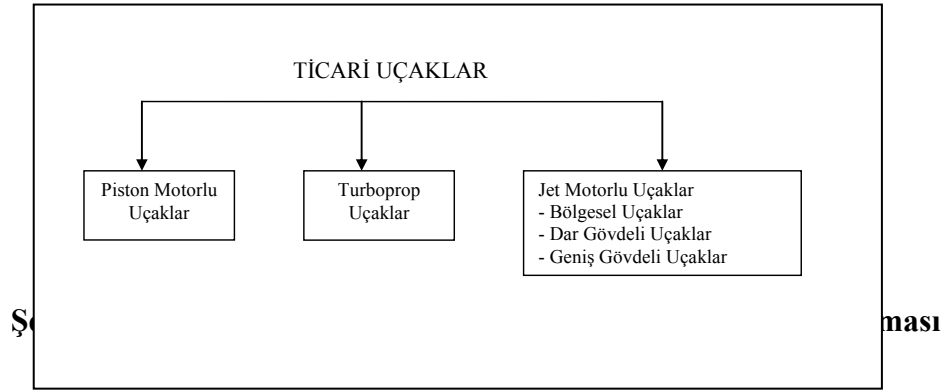 TİCARİ UÇAKLAR
Piston Motorlu
Uçaklar
Turboprop
Uçaklar
Jet Motorlu Uçaklar
- Bölgesel Uçaklar
- Dar Gövdeli Uçaklar
- Geniş Gövdeli Uçaklar